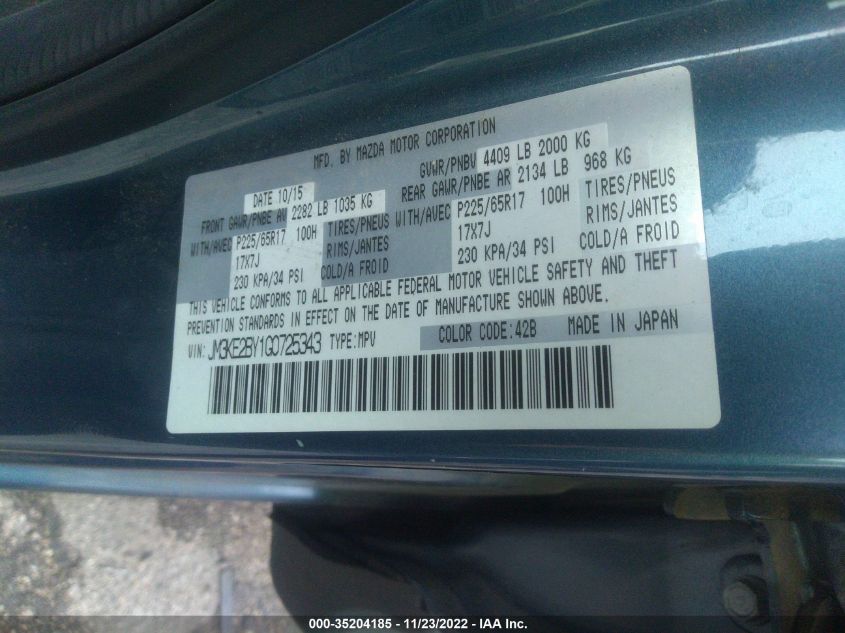 MFD. BY MAZDA MOTOR CORPORATION
DATE 10/15 GVWR/PNBV 4409 LB 2000 KG
FRONT GAWR/PNBE AV 2282 LB 1035 KG REAR GAWR/PNBE AR 2134 LB 968 KG
WITH/AVEC P225/65R17 100H TIRES/PNEUS WITH/AVEC P225/65R17 100H TIRES/PNEUS
17X7J RIMS/JANTES 17X7J RIMS/JANTES
230 KPA/34 PSI COLD/A FROID 230 KPA/34 PSI COLD/A FROID
THIS VEHICLE CONFORMS TO ALL APPLICABLE FEDERAL MOTOR VEHICLE SAFETY AND THEFT
PREVENTION STANDARDS IN EFFECT ON THE DATE OF MANUFACTURE SHOWN ABOVE.
VIN: JM3KE2BY1G0725343 TYPE:MPV COLOR CODE:42B MADE IN JAPAN
000-35204185 - 11/23/2022 - IAA Inc.